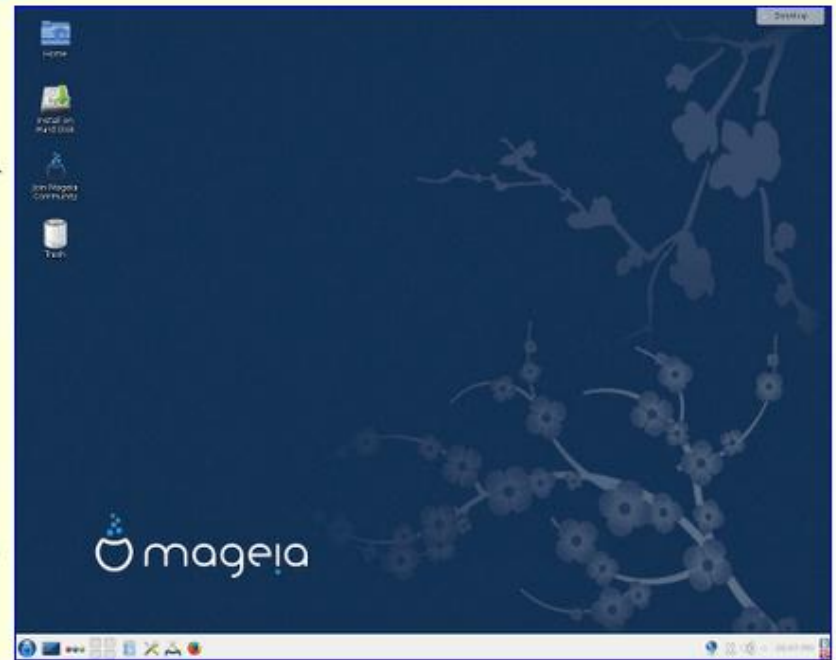 Desktop
Home
Install on
Hard Disk
Join Mageia
Community
Trash
mageia